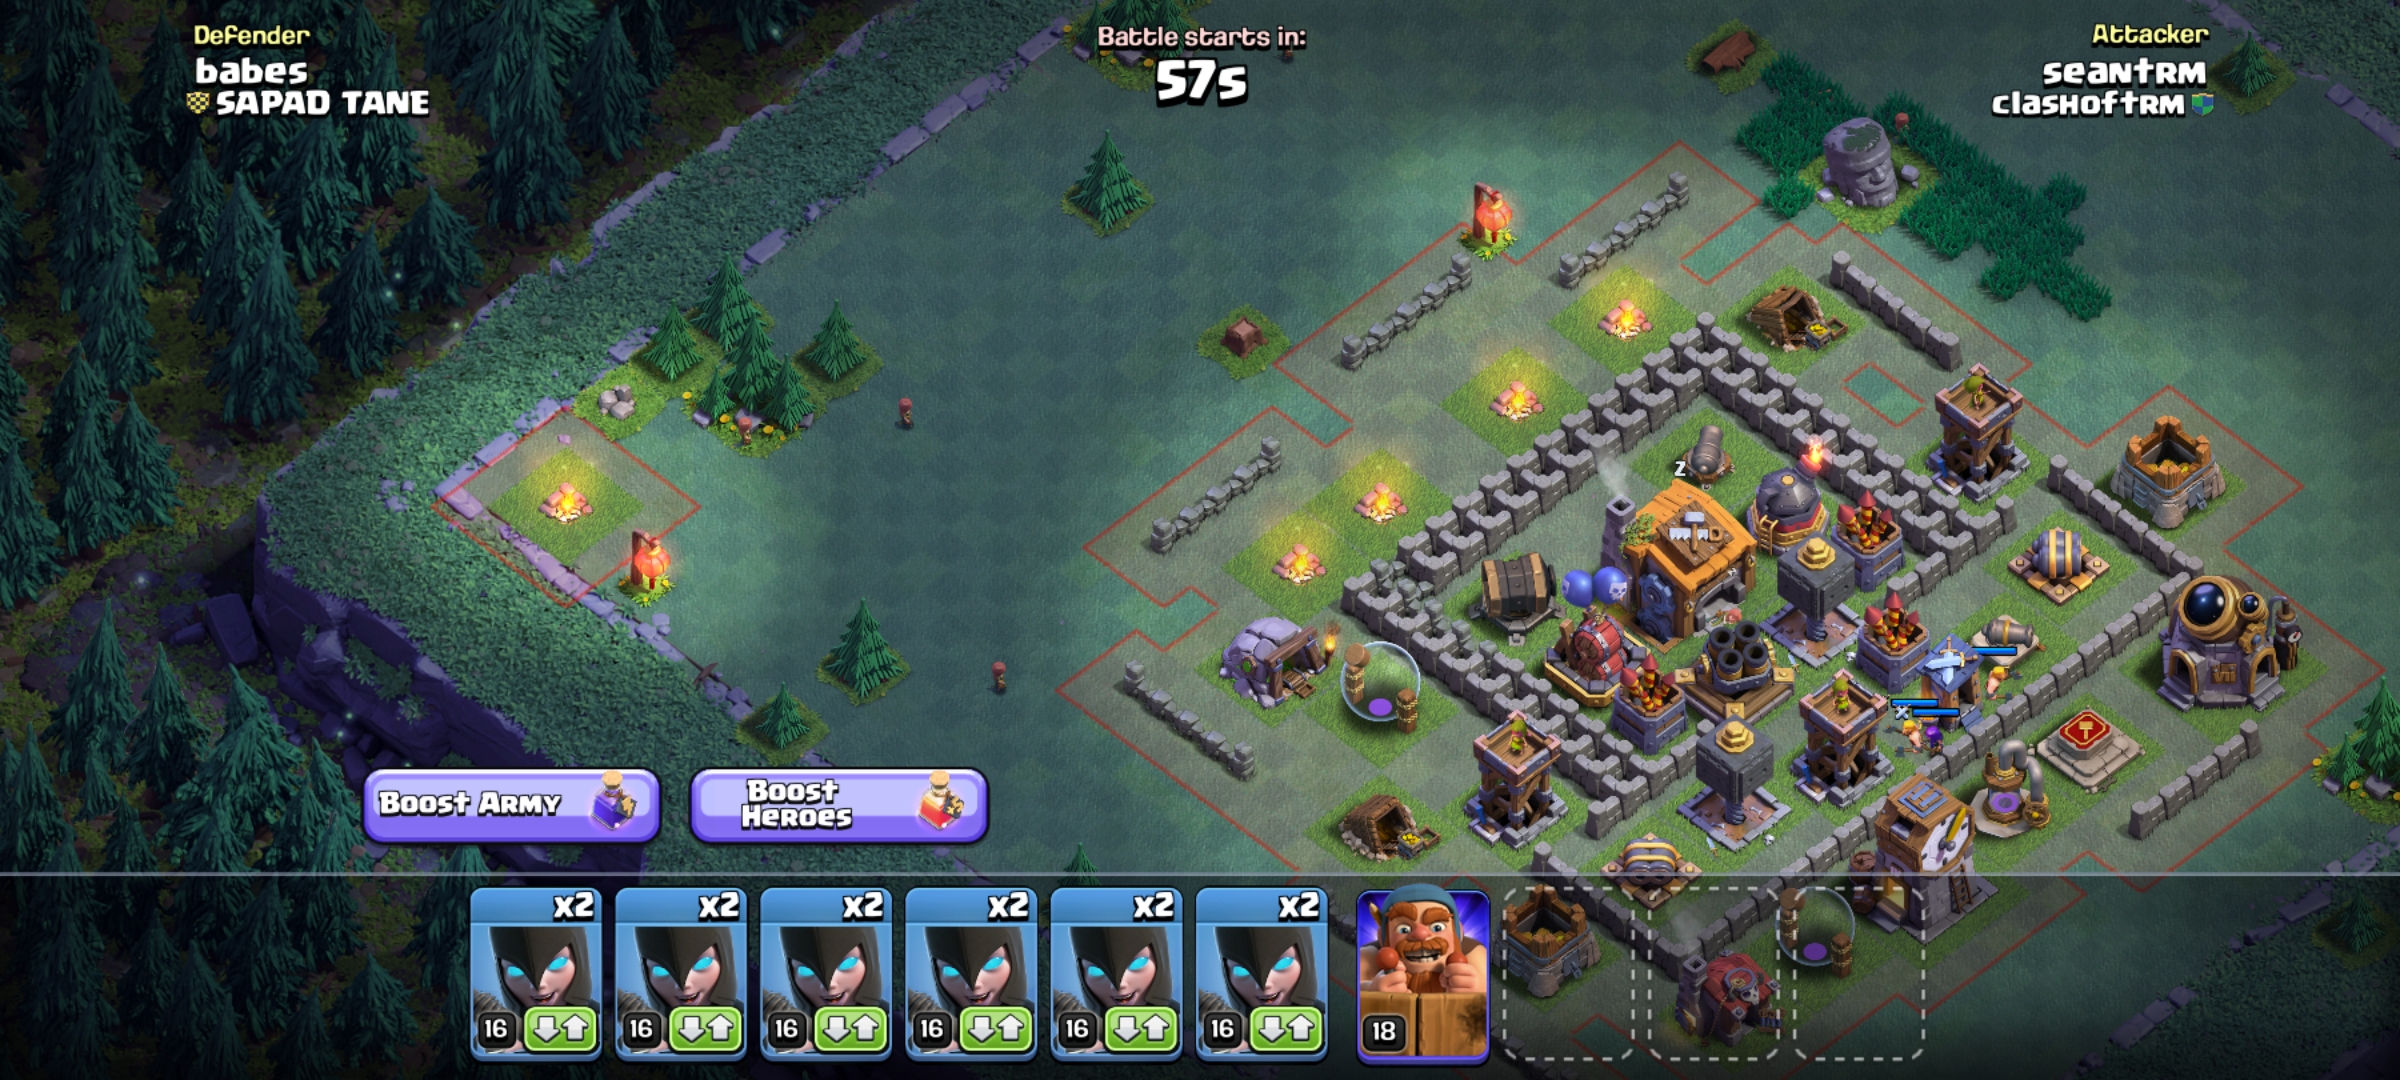 Defender
babes
SAPAD TANE
Battle starts in:
57s
Attacker
seantRM
clashoftRM
z
Boost Army
Boost
Heroes
x2
x2
x2
x2
x2
x2
16
16
16
16
16
16
18